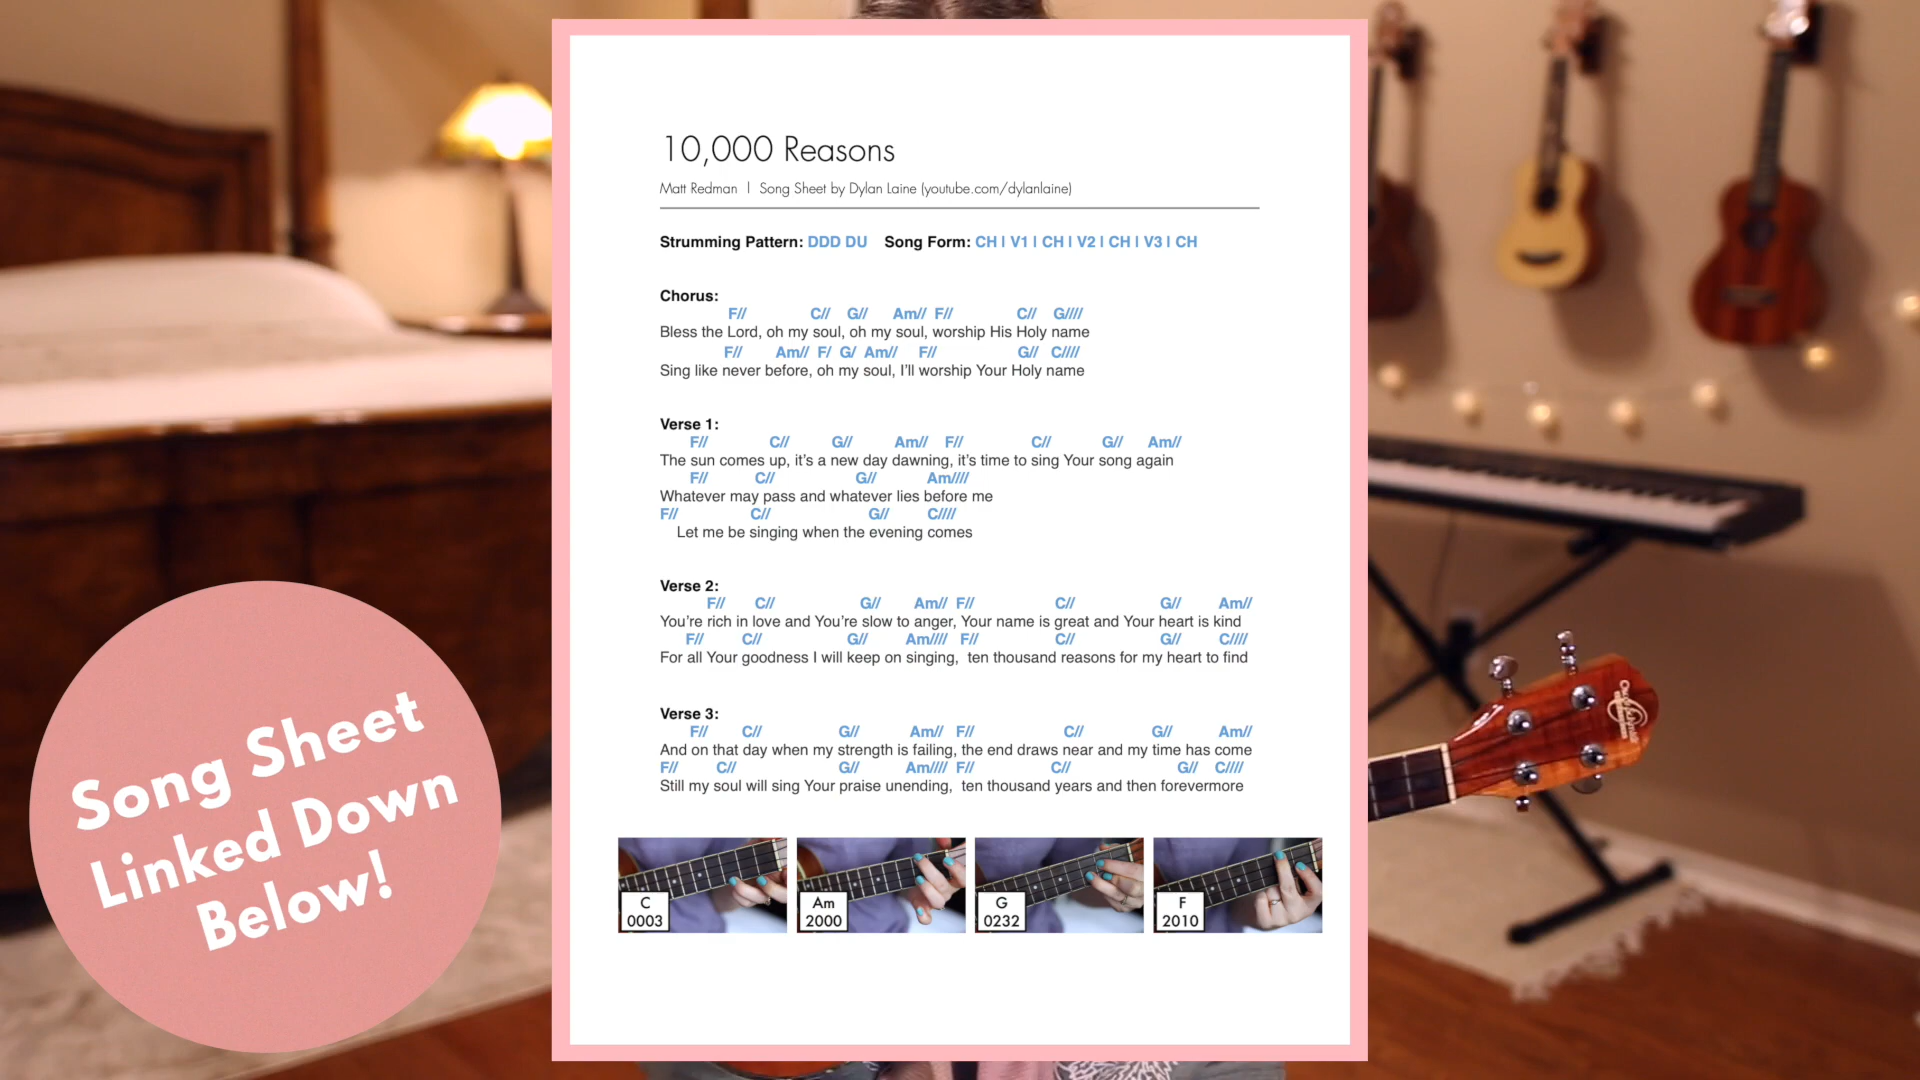 10,000 Reasons
Matt Redman | Song Sheet by Dylan Laine (youtube.com/dylanlaine)
Strumming Pattern: DDD DU Song Form: CH | V1 | CH | V2 | CH | V3 | CH
Chorus:
F// C// G// Am// F// C// G////
Bless the Lord, oh my soul, oh my soul, worship His Holy name
F// Am// F/ G/ Am// F// G// C////
Sing like never before, oh my soul, I'll worship Your Holy name
Verse 1:
F// C// G// Am// F// C// G// Am//
The sun comes up, it's a new day dawning, it's time to sing Your song again
F// C// G// Am////
Whatever may pass and whatever lies before me
F// C// G// C////
Let me be singing when the evening comes
Verse 2:
F// C// G// Am// F// C// G// Am//
You're rich in love and You're slow to anger, Your name is great and Your heart is kind
F// C// G// Am//// F// C// G// C////
For all Your goodness I will keep on singing, ten thousand reasons for my heart to find
Verse 3:
F// C// G// Am// F// C// G// Am//
And on that day when my strength is failing, the end draws near and my time has come
F// C// G// Am//// F// C// G// C////
Still my soul will sing Your praise unending, ten thousand years and then forevermore
C
0003
Am
2000
G
0232
F
2010
Song Sheet
Linked Down
Below!